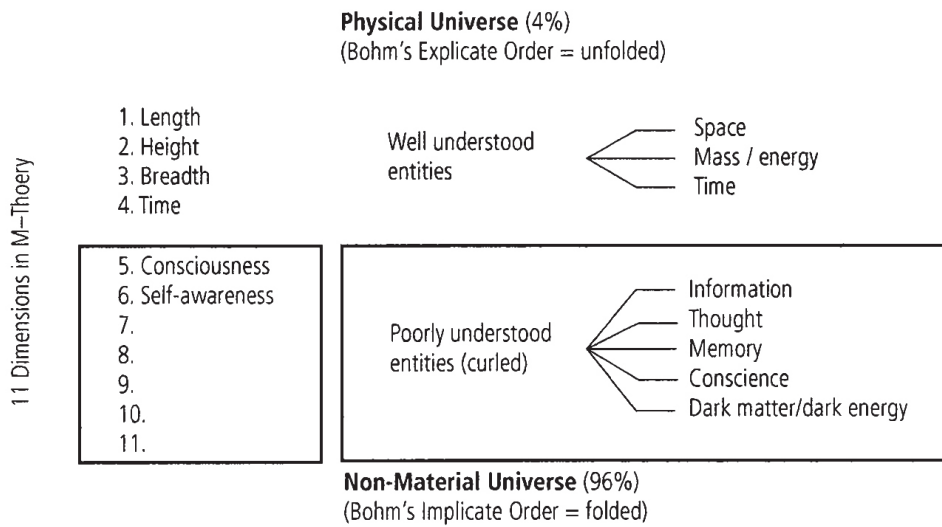 Physical Universe (4%)
(Bohm's Explicate Order = unfolded)
11 Dimensions in M–Thoery
1. Length
2. Height
3. Breadth
4. Time
Well understood
entities
Space
Mass / energy
Time
5. Consciousness
6. Self-awareness
7.
8.
9.
10.
11.
Poorly understood
entities (curled)
Information
Thought
Memory
Conscience
Dark matter/dark energy
Non-Material Universe (96%)
(Bohm's Implicate Order = folded)